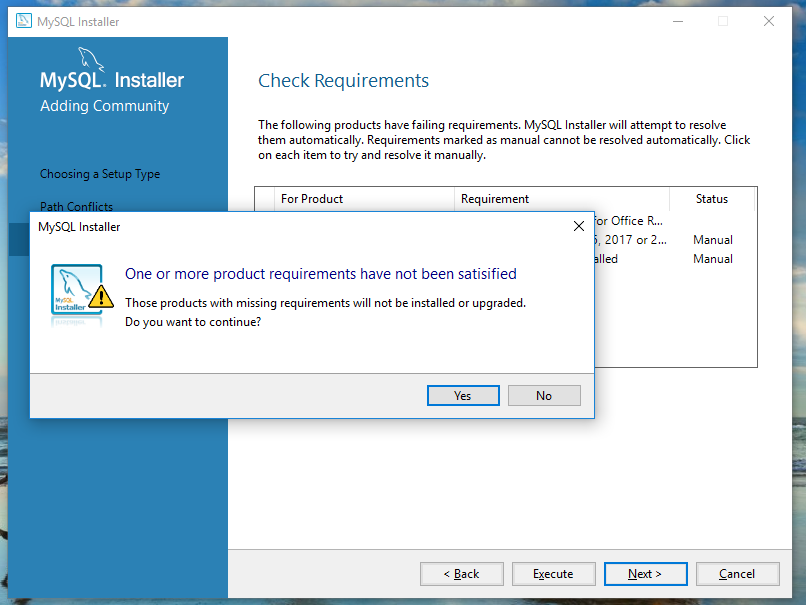 MySQL Installer
MySQL. Installer
Adding Community
Choosing a Setup Type
Path Conflicts
Check Requirements
The following products have failing requirements. MySQL Installer will attempt to resolve
them automatically. Requirements marked as manual cannot be resolved automatically. Click
on each item to try and resolve it manually.
For Product Requirement Status
for Office R...
, 2017 or 2... Manual
Manual
MySQL Installer
One or more product requirements have not been satisified
Those products with missing requirements will not be installed or upgraded.
Do you want to continue?
MySQL
Installer
Yes No
< Back Execute Next > Cancel